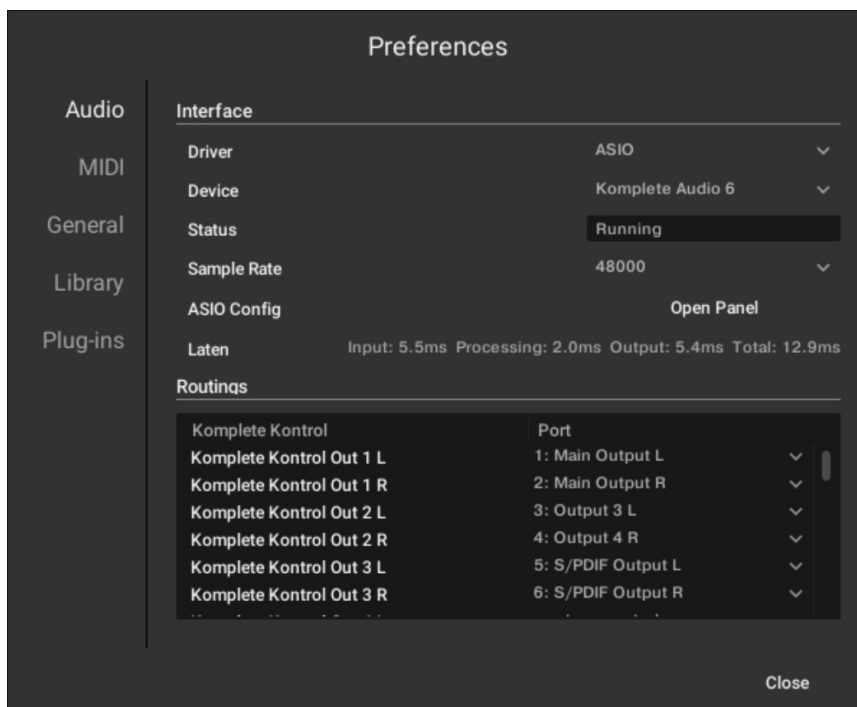 Preferences
Audio
MIDI
General
Library
Plug-ins
Interface
Driver ASIO
Device Komplete Audio 6
Status Running
Sample Rate 48000
ASIO Config Open Panel
Laten Input: 5.5ms Processing: 2.0ms Output: 5.4ms Total: 12.9ms
Routings
Komplete Kontrol Port
Komplete Kontrol Out 1 L 1: Main Output L
Komplete Kontrol Out 1 R 2: Main Output R
Komplete Kontrol Out 2 L 3: Output 3 L
Komplete Kontrol Out 2 R 4: Output 4 R
Komplete Kontrol Out 3 L 5: S/PDIF Output L
Komplete Kontrol Out 3 R 6: S/PDIF Output R
Close